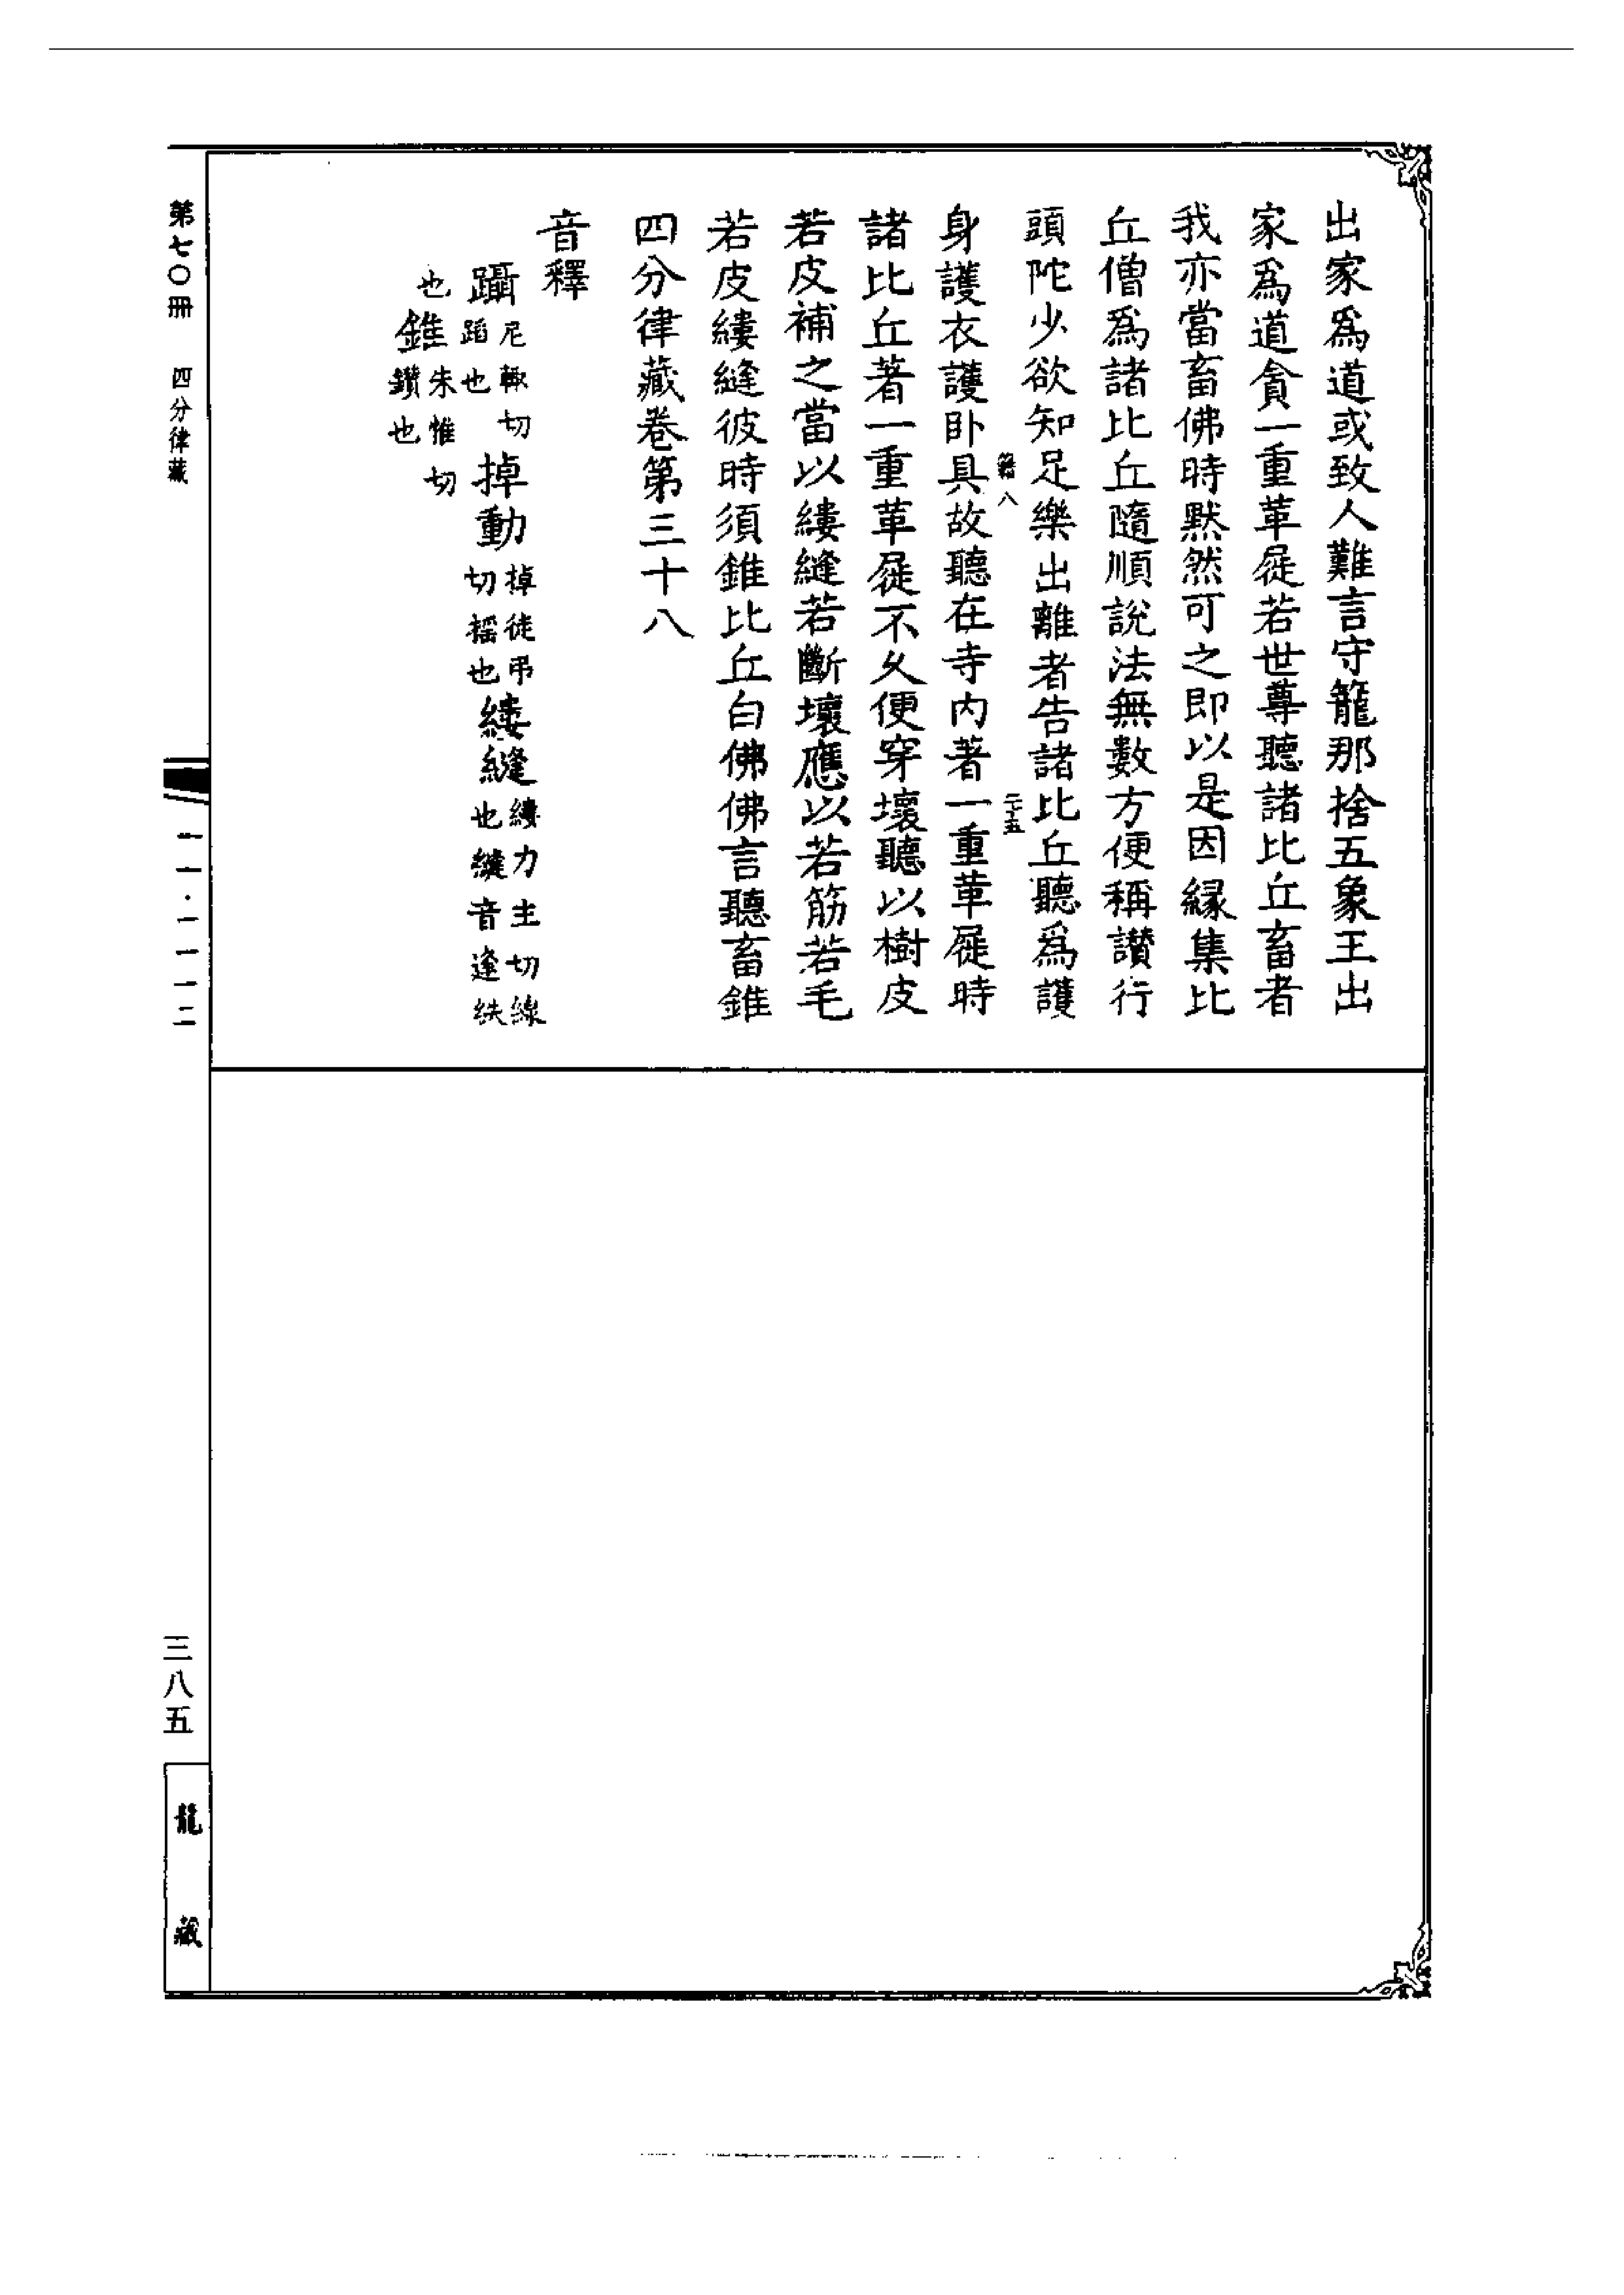 出家爲道或致人難言守籠那捨五象王出
家爲道貪一重革屣若世尊聽諸比丘畜者
我亦當畜佛時默然可之即以是因緣集比
丘僧爲諸比丘隨順說法無數方便稱讃行
頭陀少欲知足樂出離者告諸比丘聽爲護
籍八
二十五
身護衣護卧具故聽在寺内著一重革屣時
諸比丘著一重革屣不久便穿壞聽以樹皮
若皮補之當以縷縫若斷壞應以若筋若毛
若皮縷縫彼時須錐比丘白佛佛言聽畜錐
四分律藏卷第三十八
音釋
躡尼輒切蹈也掉動掉徒弔切摇也縷縫縷力主切線也縫音逢紩
也錐朱惟切鑽也
第七〇冊
四分律藏
一一·一一一二
三八五
龍藏